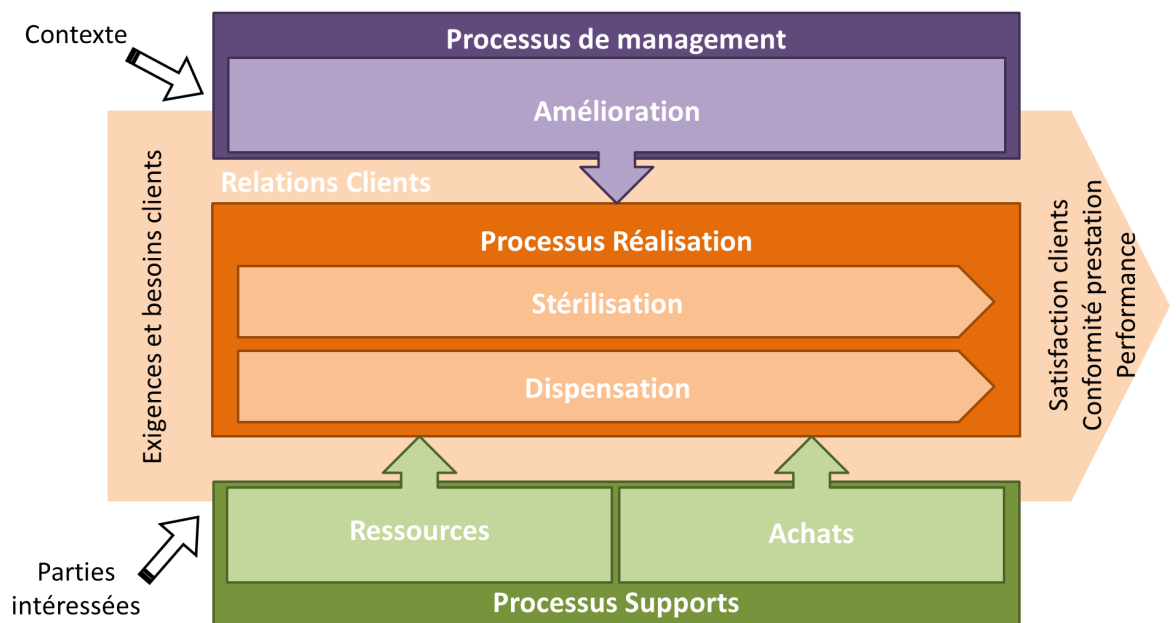 Contexte
Processus de management
Amélioration
Relations Clients
Exigences et besoins clients
Processus Réalisation
Stérilisation
Dispensation
Satisfaction clients
Conformité prestation
Performance
Ressources
Achats
Processus Supports
Parties
intéressées